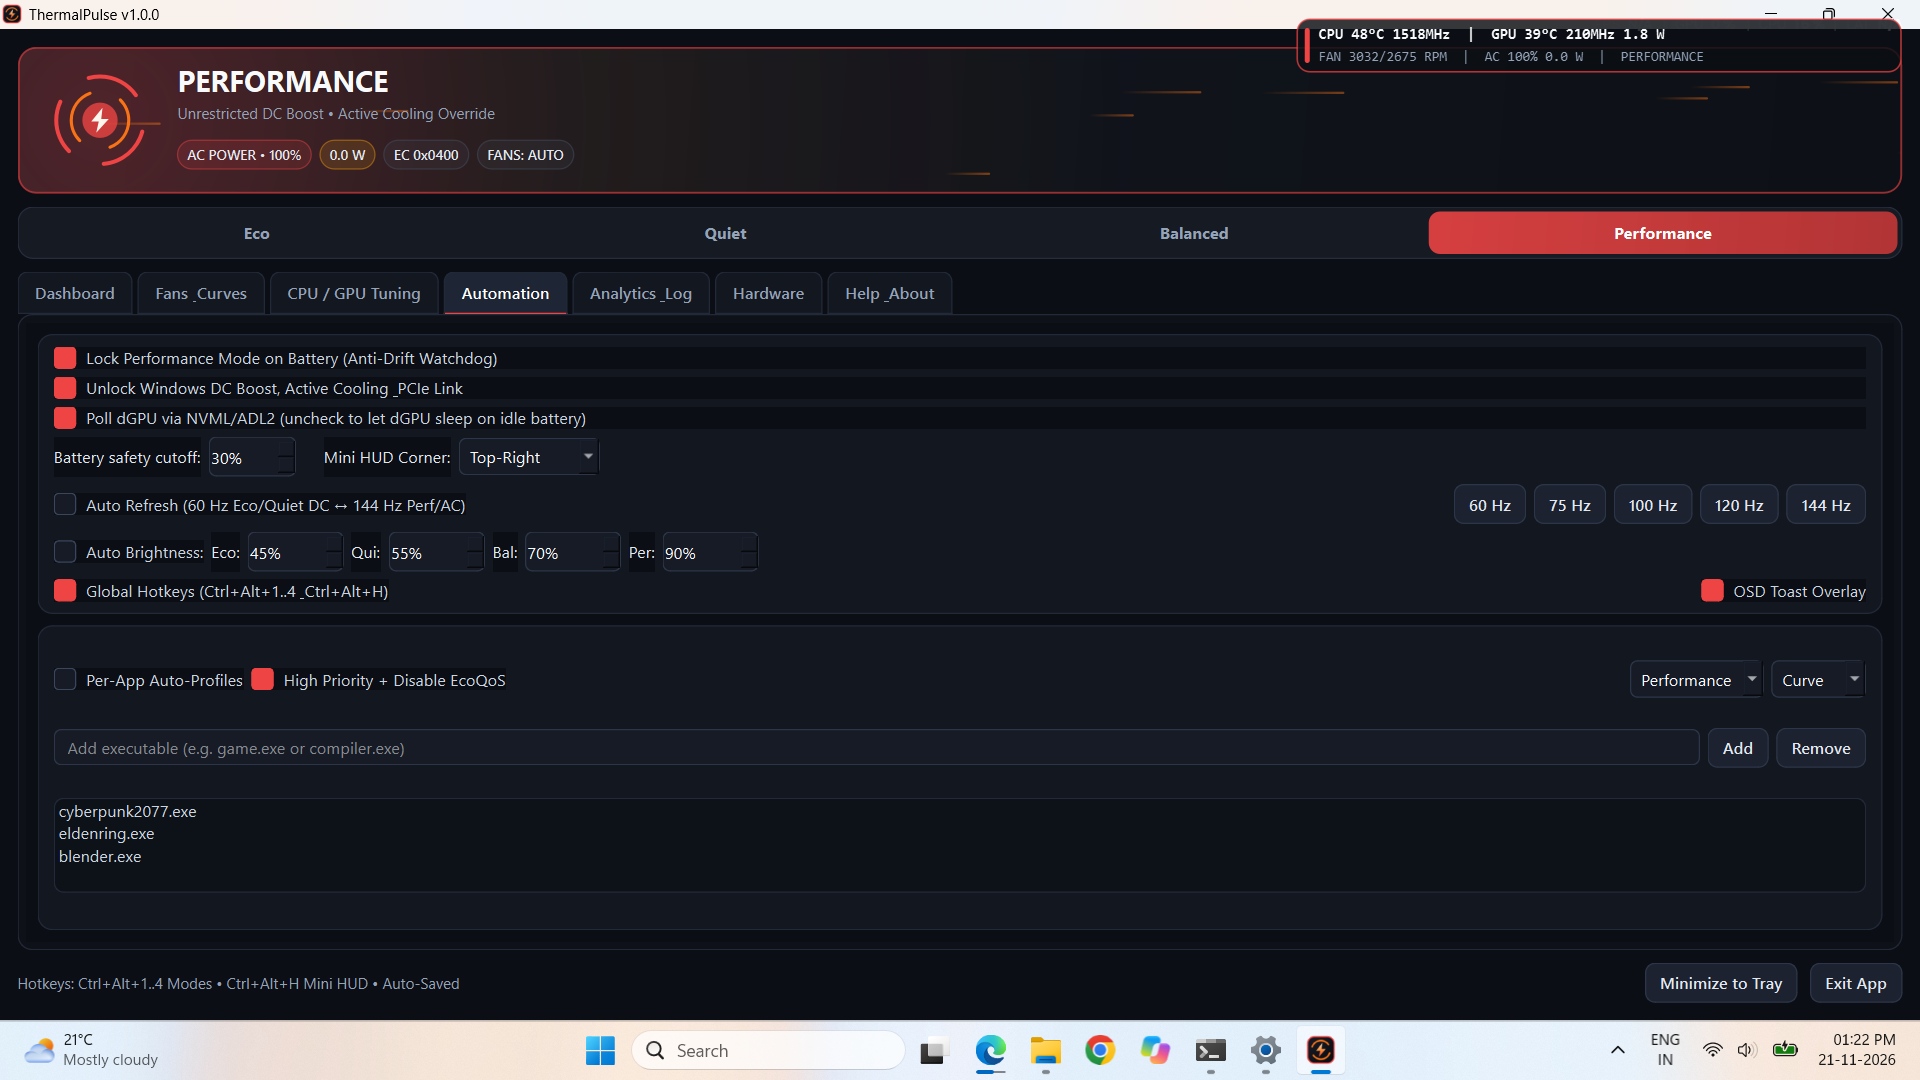 ThermalPulse v1.0.0
CPU 48°C 1518MHz | GPU 39°C 210MHz 1.8 W
FAN 3032/2675 RPM | AC 100% 0.0 W | PERFORMANCE
PERFORMANCE
Unrestricted DC Boost • Active Cooling Override
AC POWER • 100% 0.0 W EC 0x0400 FANS: AUTO
Eco Quiet Balanced Performance
Dashboard Fans _Curves CPU / GPU Tuning Automation Analytics _Log Hardware Help _About
Lock Performance Mode on Battery (Anti-Drift Watchdog)
Unlock Windows DC Boost, Active Cooling _PCIe Link
Poll dGPU via NVML/ADL2 (uncheck to let dGPU sleep on idle battery)
Battery safety cutoff: 30% Mini HUD Corner: Top-Right
Auto Refresh (60 Hz Eco/Quiet DC ↔ 144 Hz Perf/AC) 60 Hz 75 Hz 100 Hz 120 Hz 144 Hz
Auto Brightness: Eco: 45% Qui: 55% Bal: 70% Per: 90%
Global Hotkeys (Ctrl+Alt+1..4 _Ctrl+Alt+H) OSD Toast Overlay
Per-App Auto-Profiles High Priority + Disable EcoQoS Performance Curve
Add executable (e.g. game.exe or compiler.exe) Add Remove
cyberpunk2077.exe
eldenring.exe
blender.exe
Hotkeys: Ctrl+Alt+1..4 Modes • Ctrl+Alt+H Mini HUD • Auto-Saved Minimize to Tray Exit App
21°C
Mostly cloudy
Search
ENG
IN
01:22 PM
21-11-2026